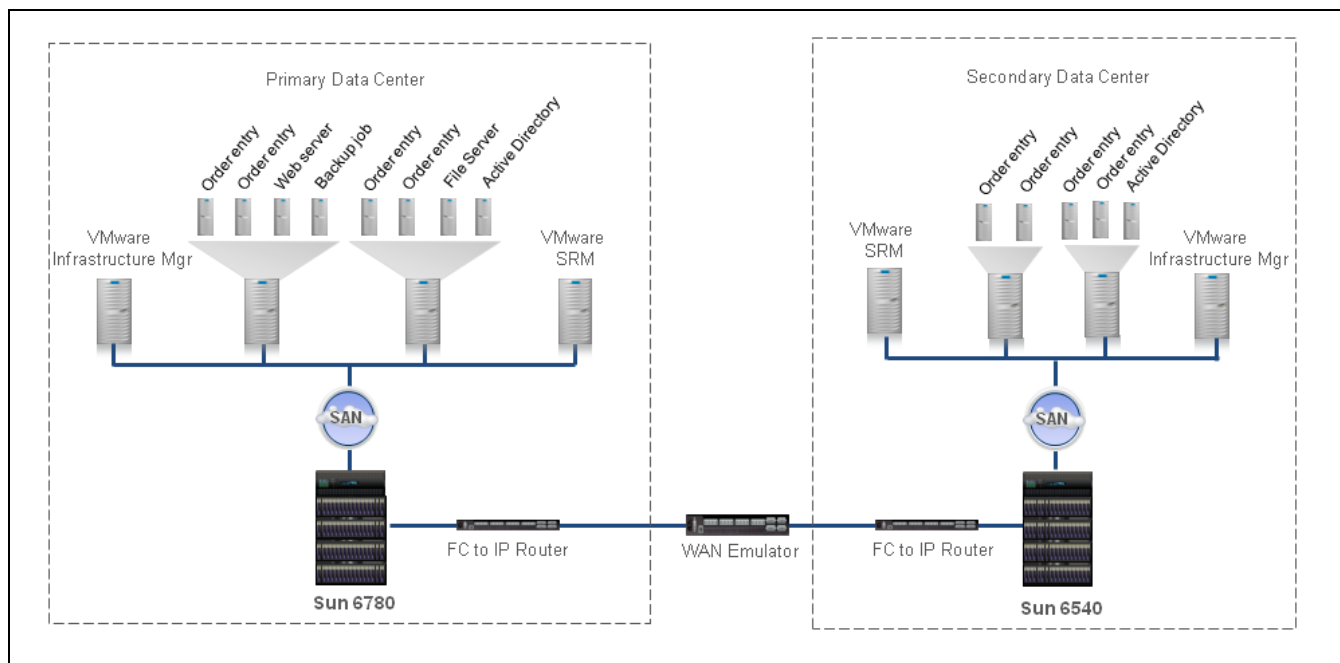 Primary Data Center
Order entry
Order entry
Web server
Backup job
Order entry
Order entry
File Server
Active Directory
VMware
Infrastructure Mgr
VMware
SRM
SAN
Sun 6780
FC to IP Router
WAN Emulator
Secondary Data Center
Order entry
Order entry
Order entry
Order entry
Active Directory
VMware
SRM
VMware
Infrastructure Mgr
SAN
FC to IP Router
Sun 6540